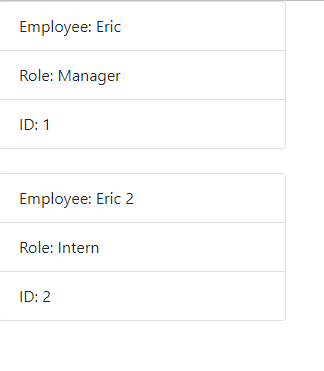 Employee: Eric
Role: Manager
ID: 1
Employee: Eric 2
Role: Intern
ID: 2